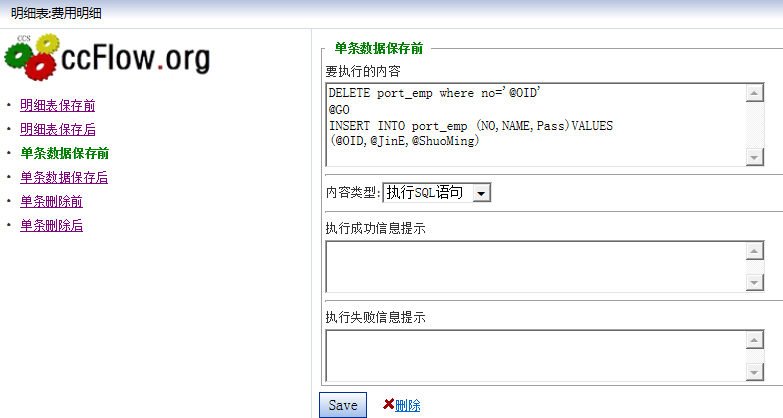 明细表:费用明细
CCS
ccFlow.org
明细表保存前
明细表保存后
单条数据保存前
单条数据保存后
单条删除前
单条删除后
单条数据保存前
要执行的内容
DELETE port_emp where no='@OID'
@GO
INSERT INTO port_emp (NO,NAME,Pass)VALUES
(@OID,@JinE,@ShuoMing)
内容类型: 执行SQL语句
执行成功信息提示
执行失败信息提示
Save 删除